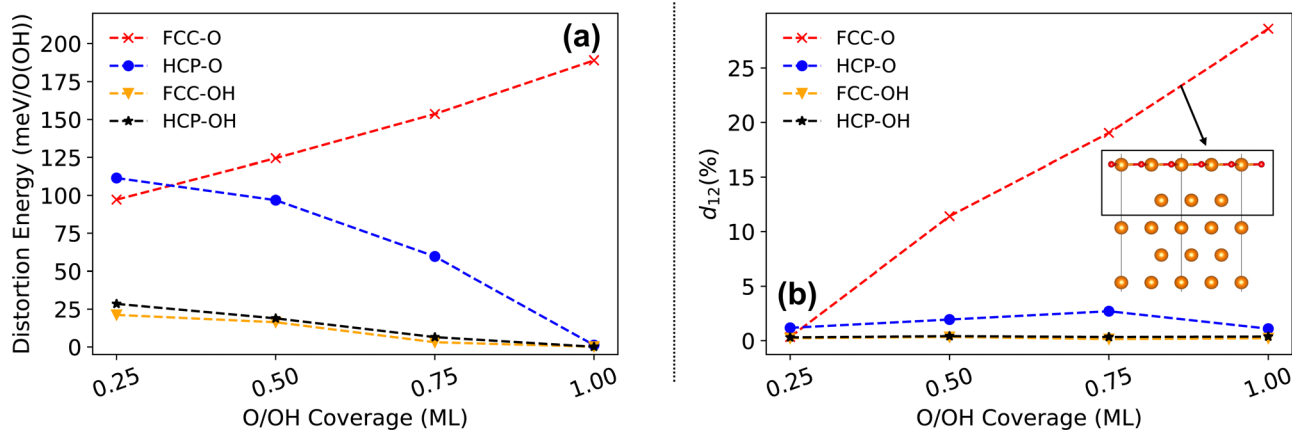 (a)
FCC-O
HCP-O
FCC-OH
HCP-OH
Distortion Energy (meV/O(OH))
200
175
150
125
100
75
50
25
0
0.25 0.50 0.75 1.00
O/OH Coverage (ML)
(b)
FCC-O
HCP-O
FCC-OH
HCP-OH
d₁₂(%)
25
20
15
10
5
0
0.25 0.50 0.75 1.00
O/OH Coverage (ML)